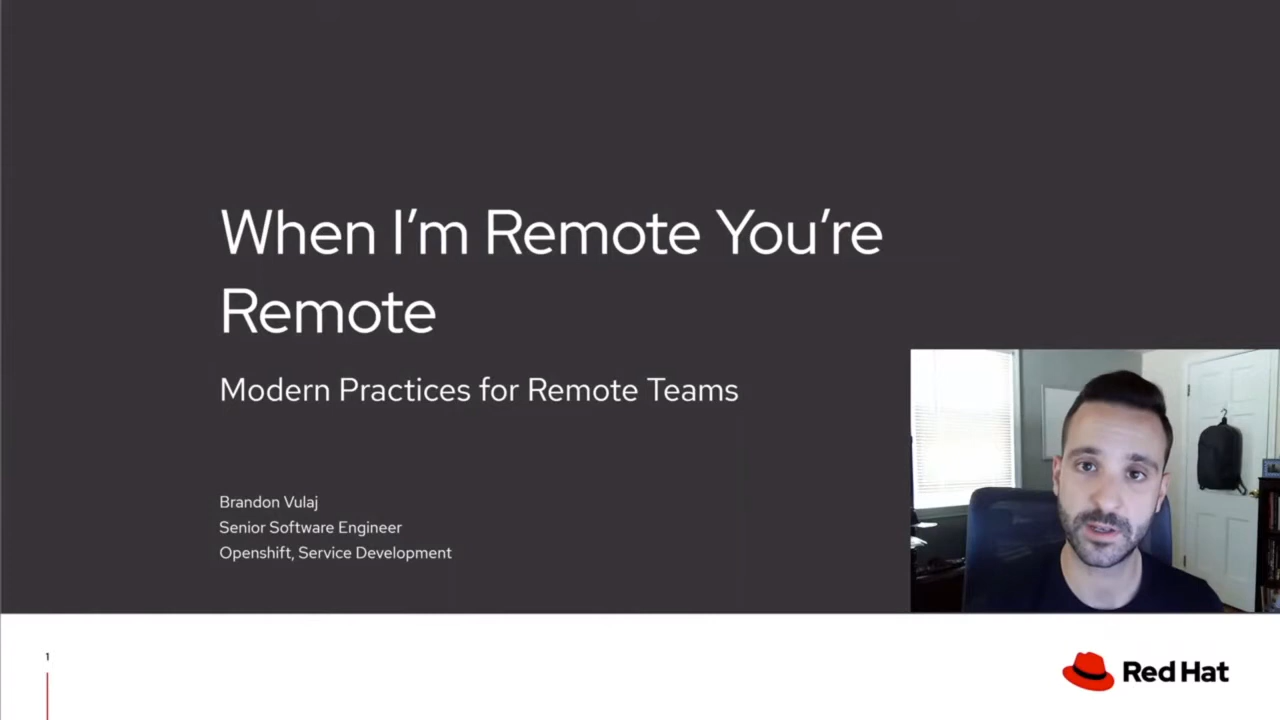 When I’m Remote You’re
Remote
Modern Practices for Remote Teams
Brandon Vulaj
Senior Software Engineer
Openshift, Service Development
1
Red Hat